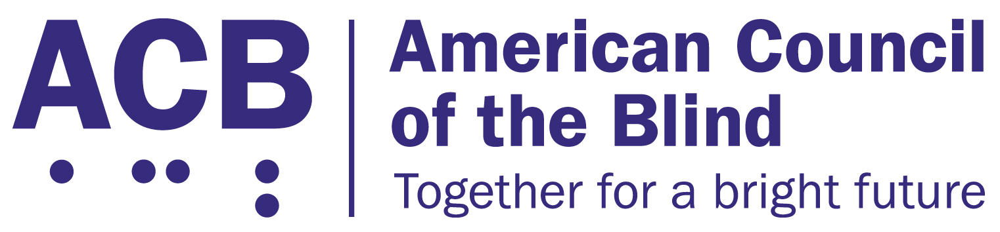 ACB
⠁⠉⠃
American Council
of the Blind
Together for a bright future